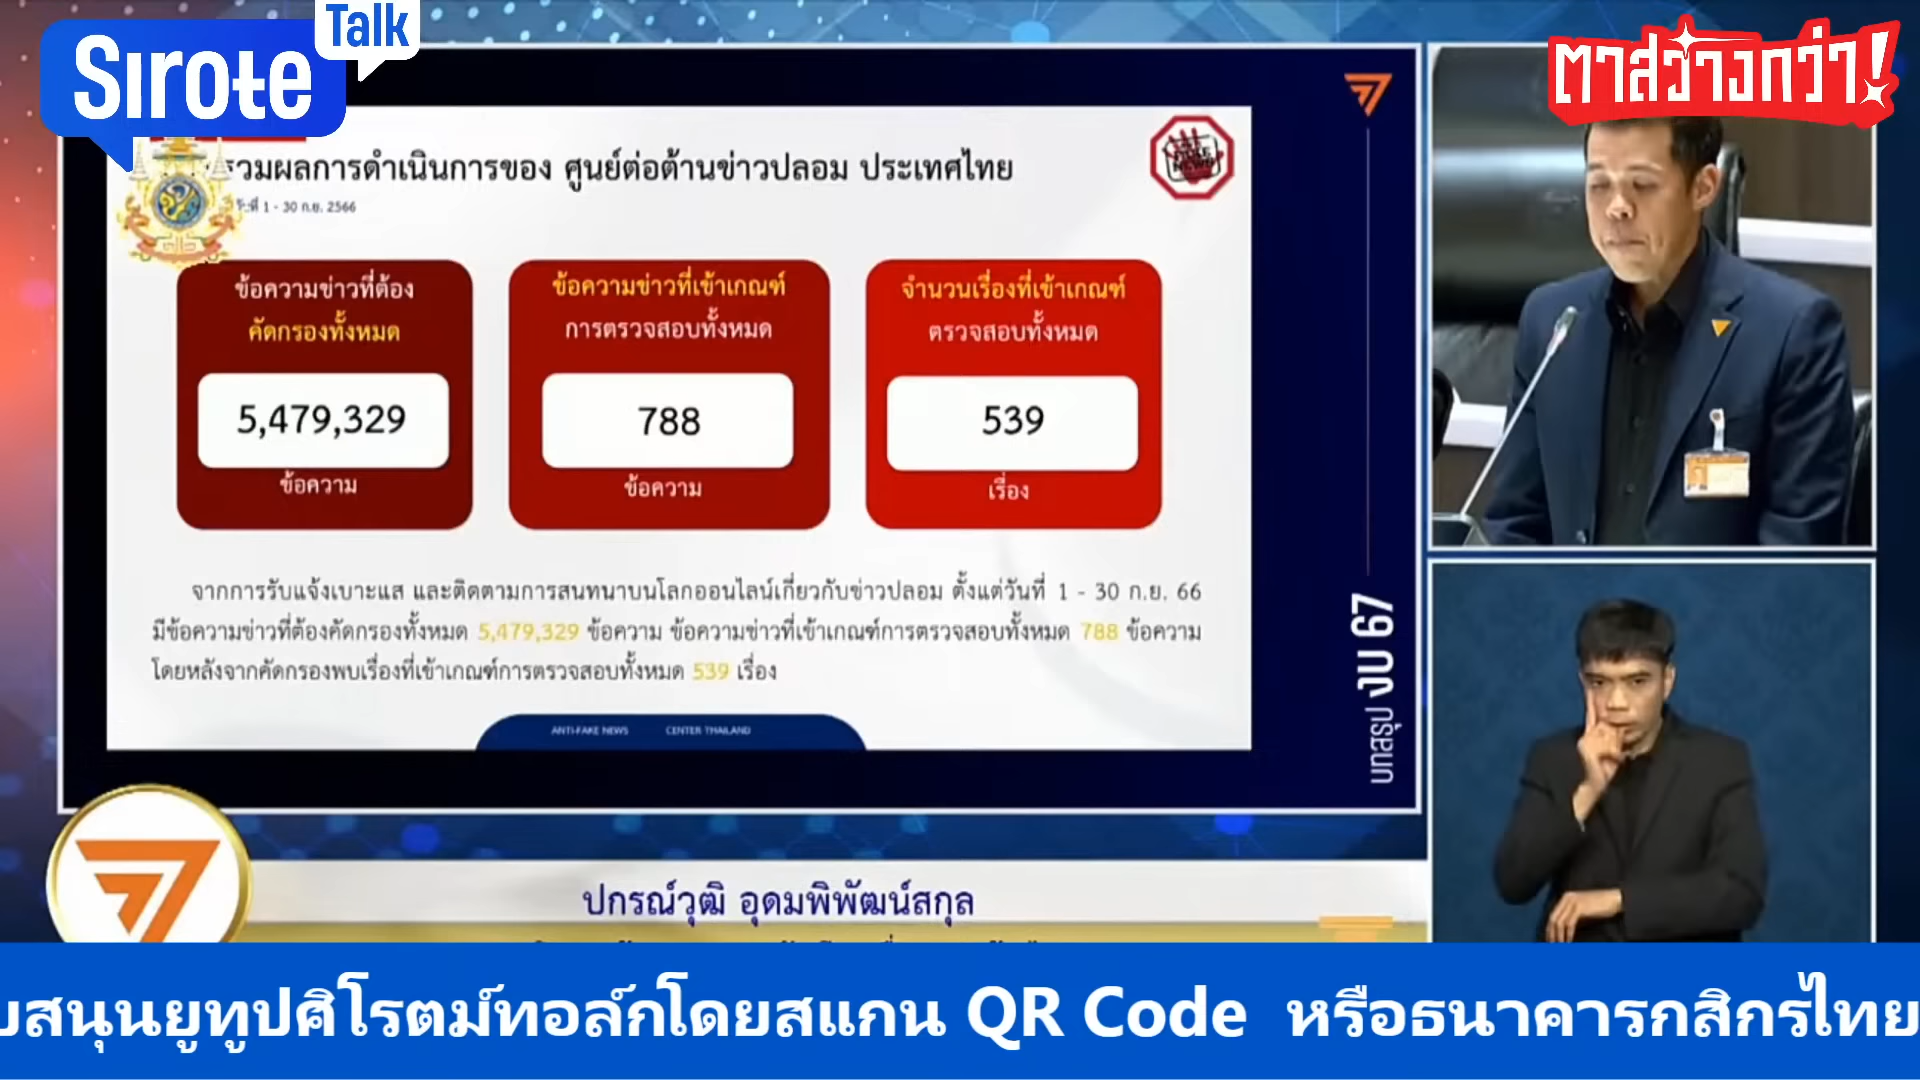 Sirote
Talk
ตาสว่างกว่า!
รวมผลการดำเนินการของ ศูนย์ต่อต้านข่าวปลอม ประเทศไทย
วันที่ 1 - 30 ก.ย. 2566
ข้อความข่าวที่ต้อง
คัดกรองทั้งหมด
5,479,329
ข้อความ
ข้อความข่าวที่เข้าเกณฑ์
การตรวจสอบทั้งหมด
788
ข้อความ
จำนวนเรื่องที่เข้าเกณฑ์
ตรวจสอบทั้งหมด
539
เรื่อง
จากการรับแจ้งเบาะแส และติดตามการสนทนาบนโลกออนไลน์เกี่ยวกับข่าวปลอม ตั้งแต่วันที่ 1 - 30 ก.ย. 66
มีข้อความข่าวที่ต้องคัดกรองทั้งหมด 5,479,329 ข้อความ ข้อความข่าวที่เข้าเกณฑ์การตรวจสอบทั้งหมด 788 ข้อความ
โดยหลังจากคัดกรองพบเรื่องที่เข้าเกณฑ์การตรวจสอบทั้งหมด 539 เรื่อง
ANTI-FAKE NEWS CENTER THAILAND
บทสรุป งบ 67
ปกรณ์วุฒิ อุดมพิพัฒน์สกุล
บสนุนยูทูปศิโรตม์ทอล์กโดยสแกน QR Code หรือธนาคารกสิกรไทย